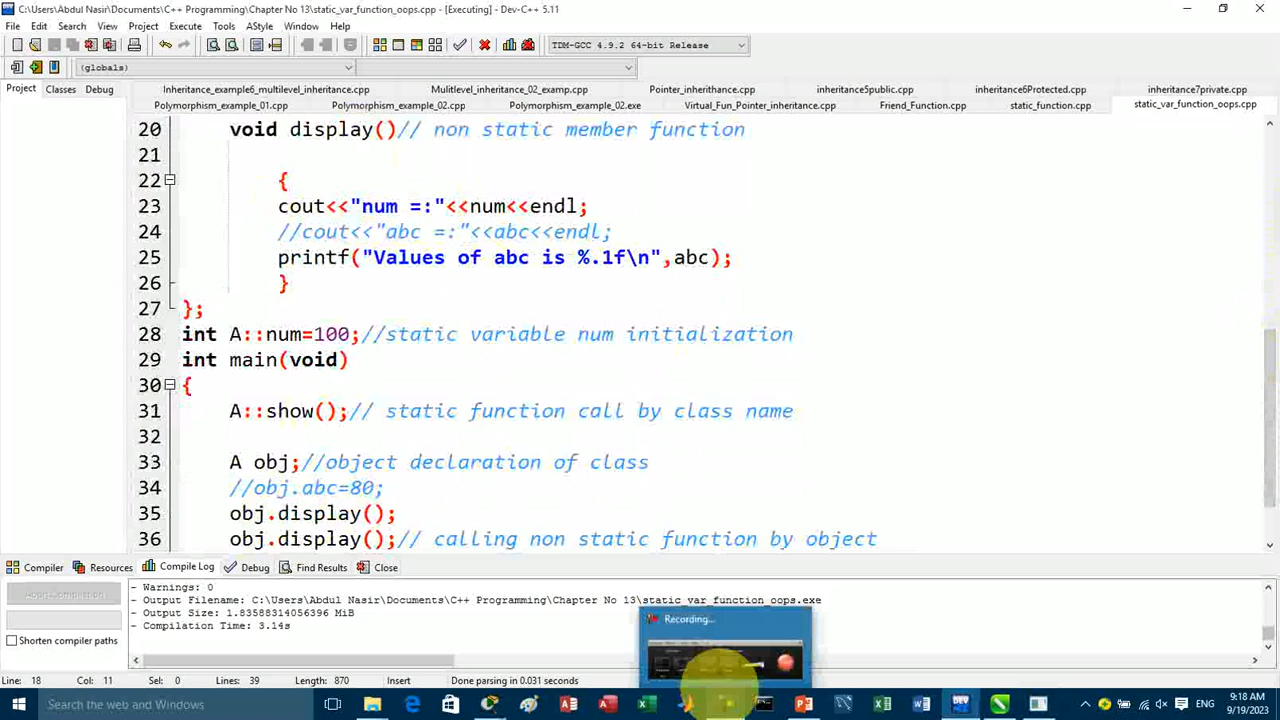 C:\Users\Abdul Nasir\Documents\C++ Programming\Chapter No 13\static_var_function_oops.cpp - [Executing] - Dev-C++ 5.11
File Edit Search View Project Execute Tools AStyle Window Help
TDM-GCC 4.9.2 64-bit Release
(globals)
Project Classes Debug
Inheritance_example6_multilevel_inheritance.cpp Mulitlevel_inheritance_02_examp.cpp Pointer_inherithance.cpp inheritance5public.cpp inheritance6Protected.cpp inheritance7private.cpp
Polymorphism_example_01.cpp Polymorphism_example_02.cpp Polymorphism_example_02.exe Virtual_Fun_Pointer_inheritance.cpp Friend_Function.cpp static_function.cpp static_var_function_oops.cpp
20 void display()// non static member function
21
22 {
23 cout<<"num =:"<<num<<endl;
24 //cout<<"abc =:"<<abc<<endl;
25 printf("Values of abc is %.1f\n",abc);
26 }
27 };
28 int A::num=100;//static variable num initialization
29 int main(void)
30 {
31 A::show();// static function call by class name
32
33 A obj;//object declaration of class
34 //obj.abc=80;
35 obj.display();
36 obj.display();// calling non static function by object
Compiler Resources Compile Log Debug Find Results Close
Abort Compilation
Shorten compiler paths
- Warnings: 0
- Output Filename: C:\Users\Abdul Nasir\Documents\C++ Programming\Chapter No 13\static_var_function_oops.exe
- Output Size: 1.83588314056396 MiB
- Compilation Time: 3.14s
Recording...
Line: 18 Col: 11 Sel: 0 Lines: 39 Length: 870 Insert Done parsing in 0.031 seconds
Search the web and Windows
ENG
9:18 AM
9/19/2023